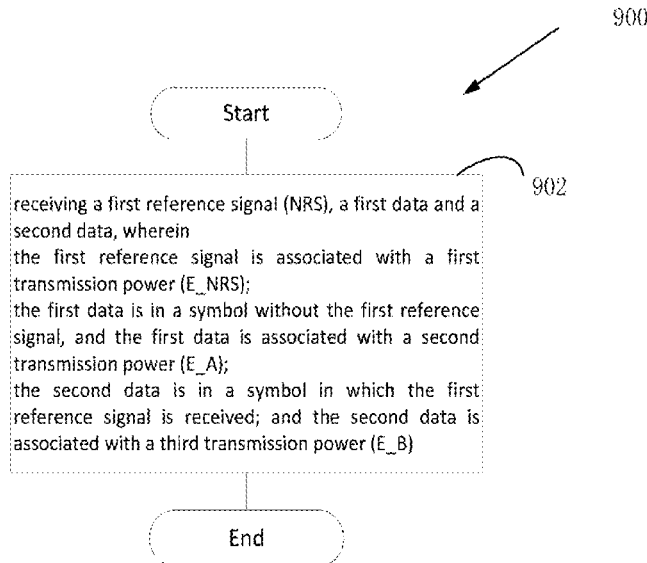 900
Start
902
receiving a first reference signal (NRS), a first data and a
second data, wherein
the first reference signal is associated with a first
transmission power (E_NRS);
the first data is in a symbol without the first reference
signal, and the first data is associated with a second
transmission power (E_A);
the second data is in a symbol in which the first
reference signal is received; and the second data is
associated with a third transmission power (E_B)
End